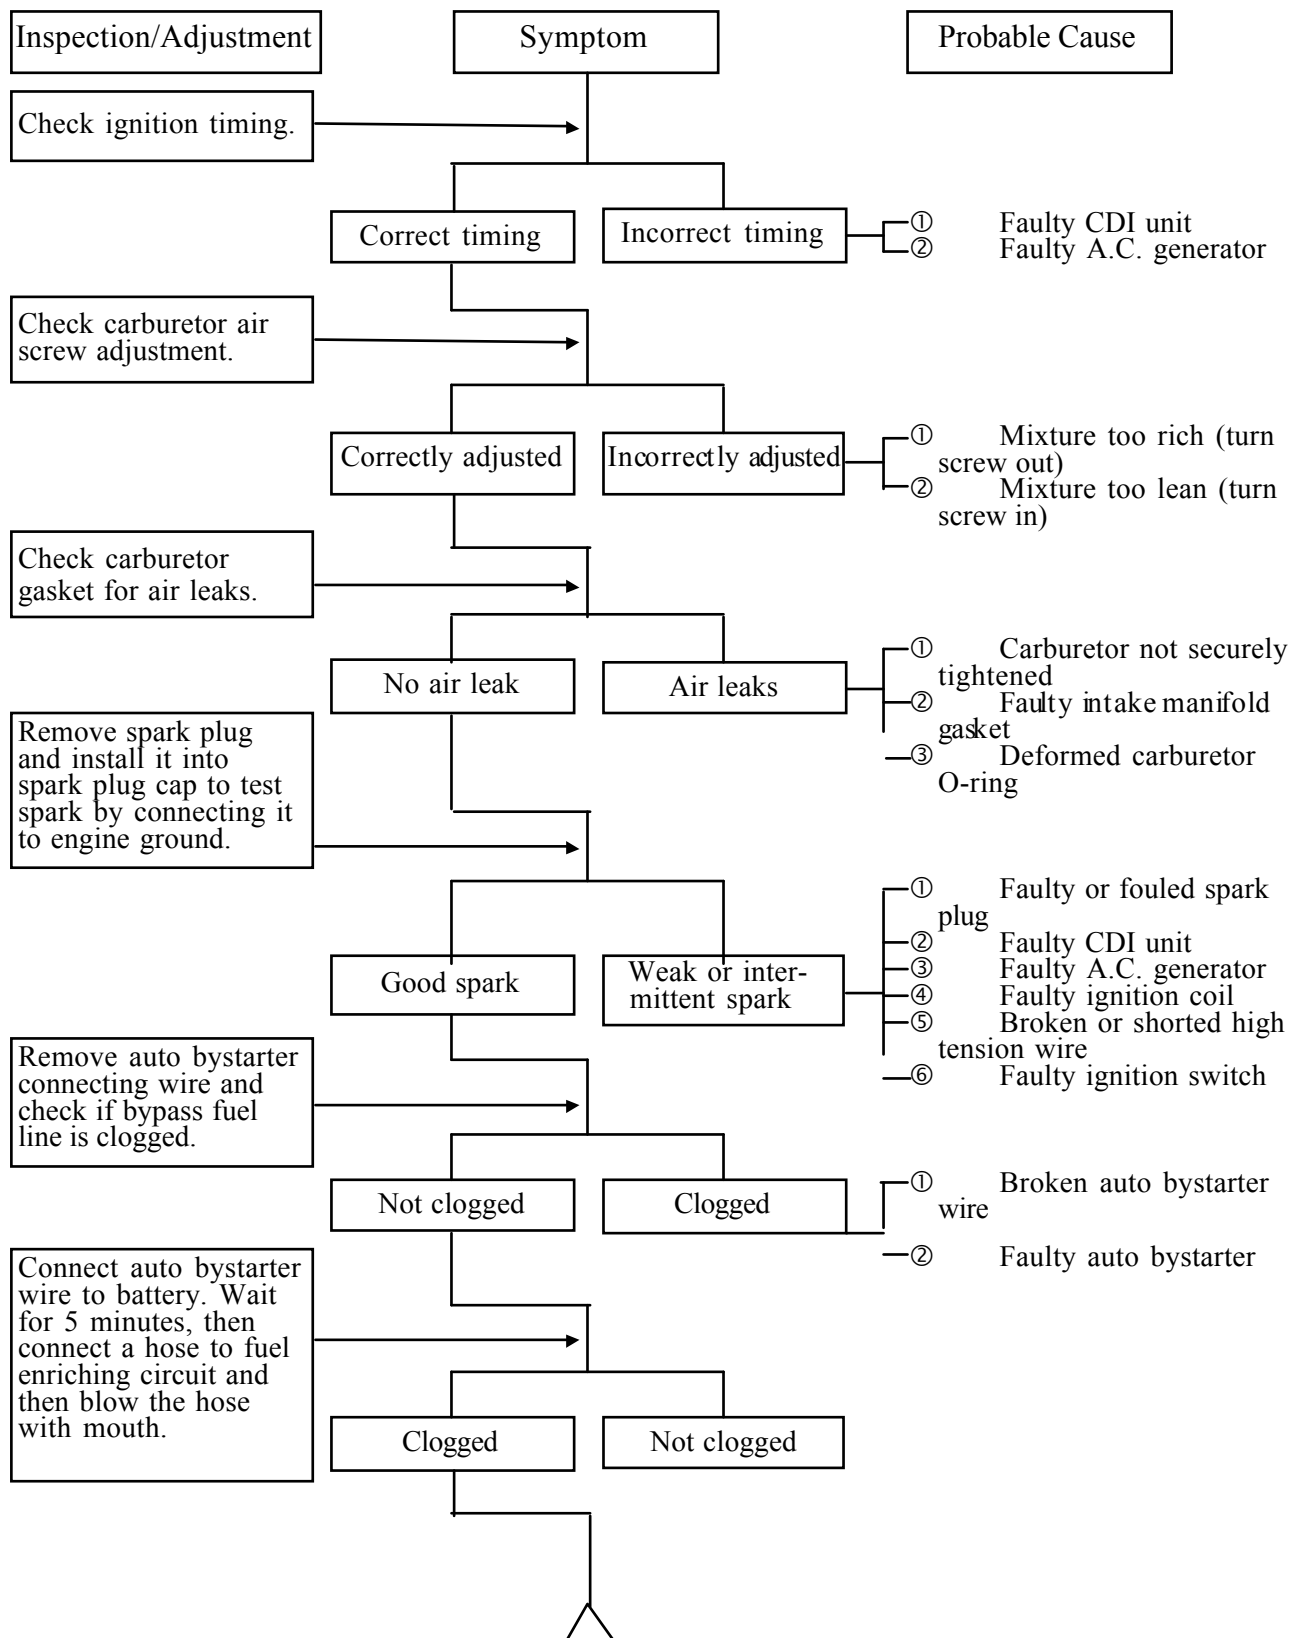 Inspection/Adjustment
Symptom
Probable Cause
Check ignition timing.
Correct timing
Incorrect timing
① Faulty CDI unit
② Faulty A.C. generator
Check carburetor air
screw adjustment.
Correctly adjusted
Incorrectly adjusted
① Mixture too rich (turn
screw out)
② Mixture too lean (turn
screw in)
Check carburetor
gasket for air leaks.
No air leak
Air leaks
① Carburetor not securely
tightened
② Faulty intake manifold
gasket
③ Deformed carburetor
O-ring
Remove spark plug
and install it into
spark plug cap to test
spark by connecting it
to engine ground.
Good spark
Weak or inter-
mittent spark
① Faulty or fouled spark
plug
② Faulty CDI unit
③ Faulty A.C. generator
④ Faulty ignition coil
⑤ Broken or shorted high
tension wire
⑥ Faulty ignition switch
Remove auto bystarter
connecting wire and
check if bypass fuel
line is clogged.
Not clogged
Clogged
① Broken auto bystarter
wire
② Faulty auto bystarter
Connect auto bystarter
wire to battery. Wait
for 5 minutes, then
connect a hose to fuel
enriching circuit and
then blow the hose
with mouth.
Clogged
Not clogged